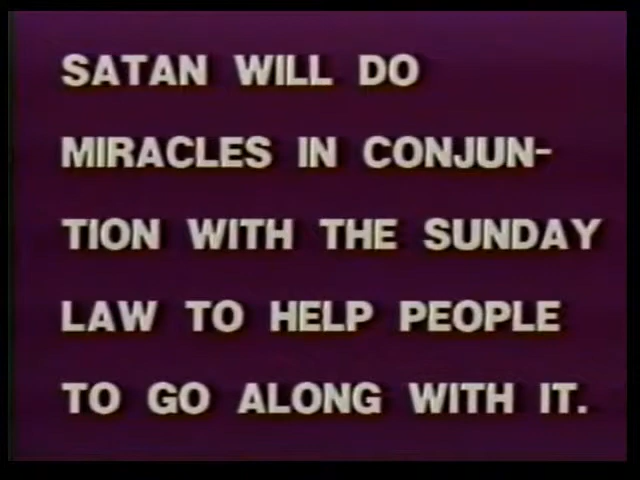 SATAN WILL DO
MIRACLES IN CONJUN-
TION WITH THE SUNDAY
LAW TO HELP PEOPLE
TO GO ALONG WITH IT.